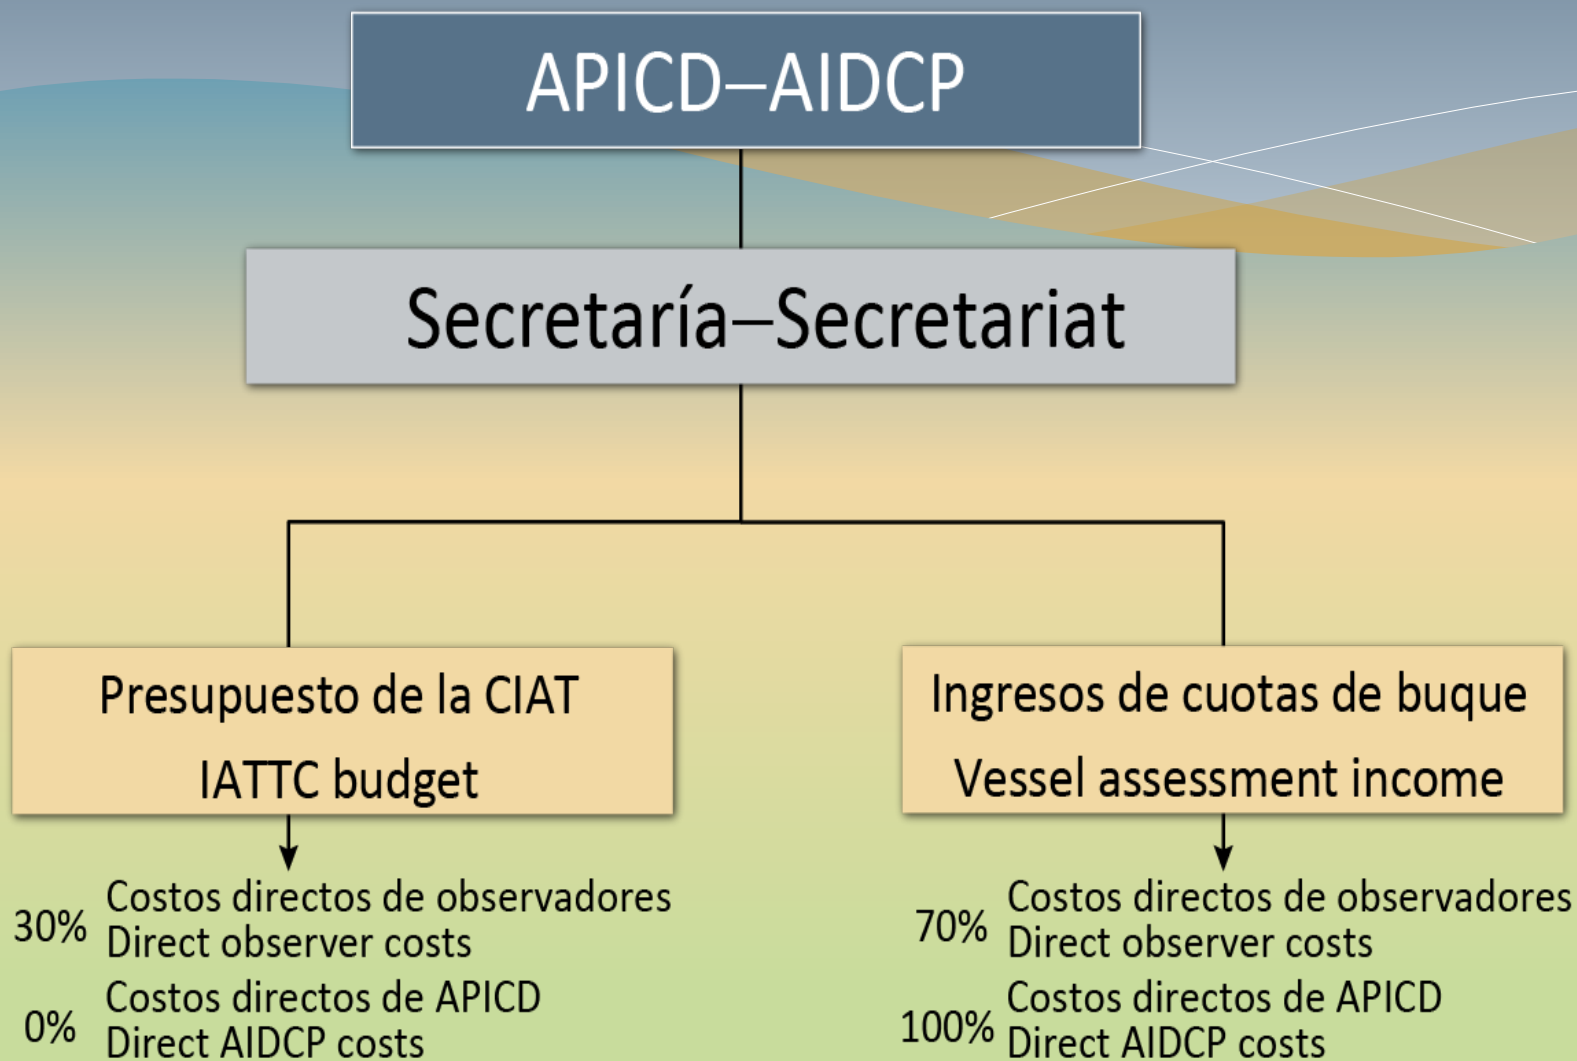 APICD–AIDCP
Secretaría–Secretariat
Presupuesto de la CIAT
IATTC budget
30%
Costos directos de observadores
Direct observer costs
0%
Costos directos de APICD
Direct AIDCP costs
Ingresos de cuotas de buque
Vessel assessment income
70%
Costos directos de observadores
Direct observer costs
100%
Costos directos de APICD
Direct AIDCP costs